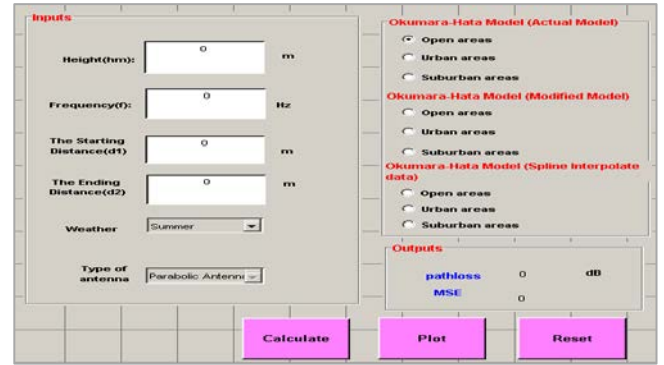 Inputs
Height(hm):
0
m
Frequency(f):
0
Hz
The Starting
Distance(d1)
0
m
The Ending
Distance(d2)
0
m
Weather
Summer
Type of
antenna
Parabolic Antenn
Okumara-Hata Model (Actual Model)
Open areas
Urban areas
Suburban areas
Okumara-Hata Model (Modified Model)
Open areas
Urban areas
Suburban areas
Okumara-Hata Model (Spline Interpolate
data)
Open areas
Urban areas
Suburban areas
Outputs
pathloss
0
dB
MSE
0
Calculate
Plot
Reset